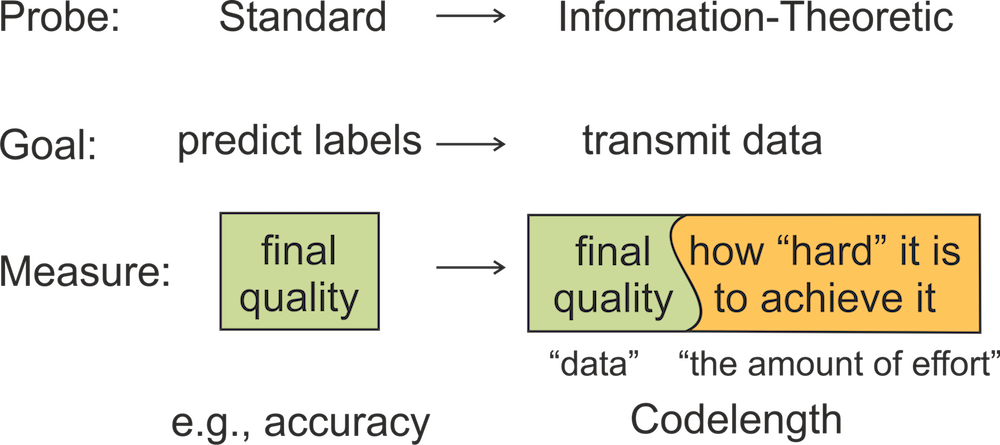 Probe: Standard → Information-Theoretic
Goal: predict labels → transmit data
Measure: final quality → final quality how “hard” it is to achieve it
“data” “the amount of effort”
e.g., accuracy Codelength